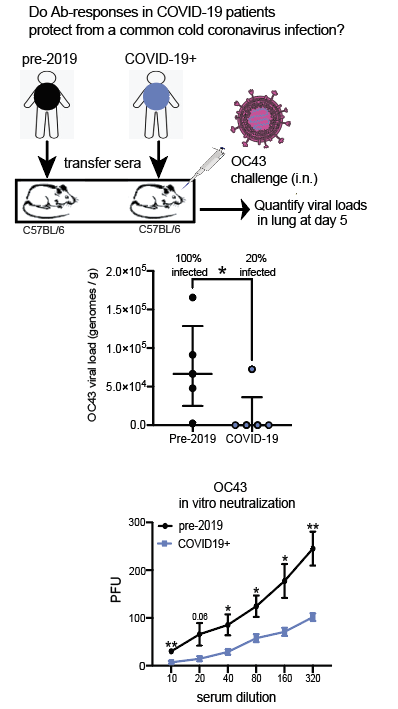 Do Ab-responses in COVID-19 patients
protect from a common cold coronavirus infection?
pre-2019
COVID-19+
transfer sera
OC43
challenge (i.n.)
C57BL/6
C57BL/6
Quantify viral loads
in lung at day 5
100%
infected
*
20%
infected
OC43 viral load (genomes / g)
2.0×10⁵
1.5×10⁵
1.0×10⁵
5.0×10⁴
0.0
Pre-2019
COVID-19
OC43
in vitro neutralization
pre-2019
COVID19+
PFU
300
200
100
0
**
0.06
*
*
*
**
10
20
40
80
160
320
serum dilution